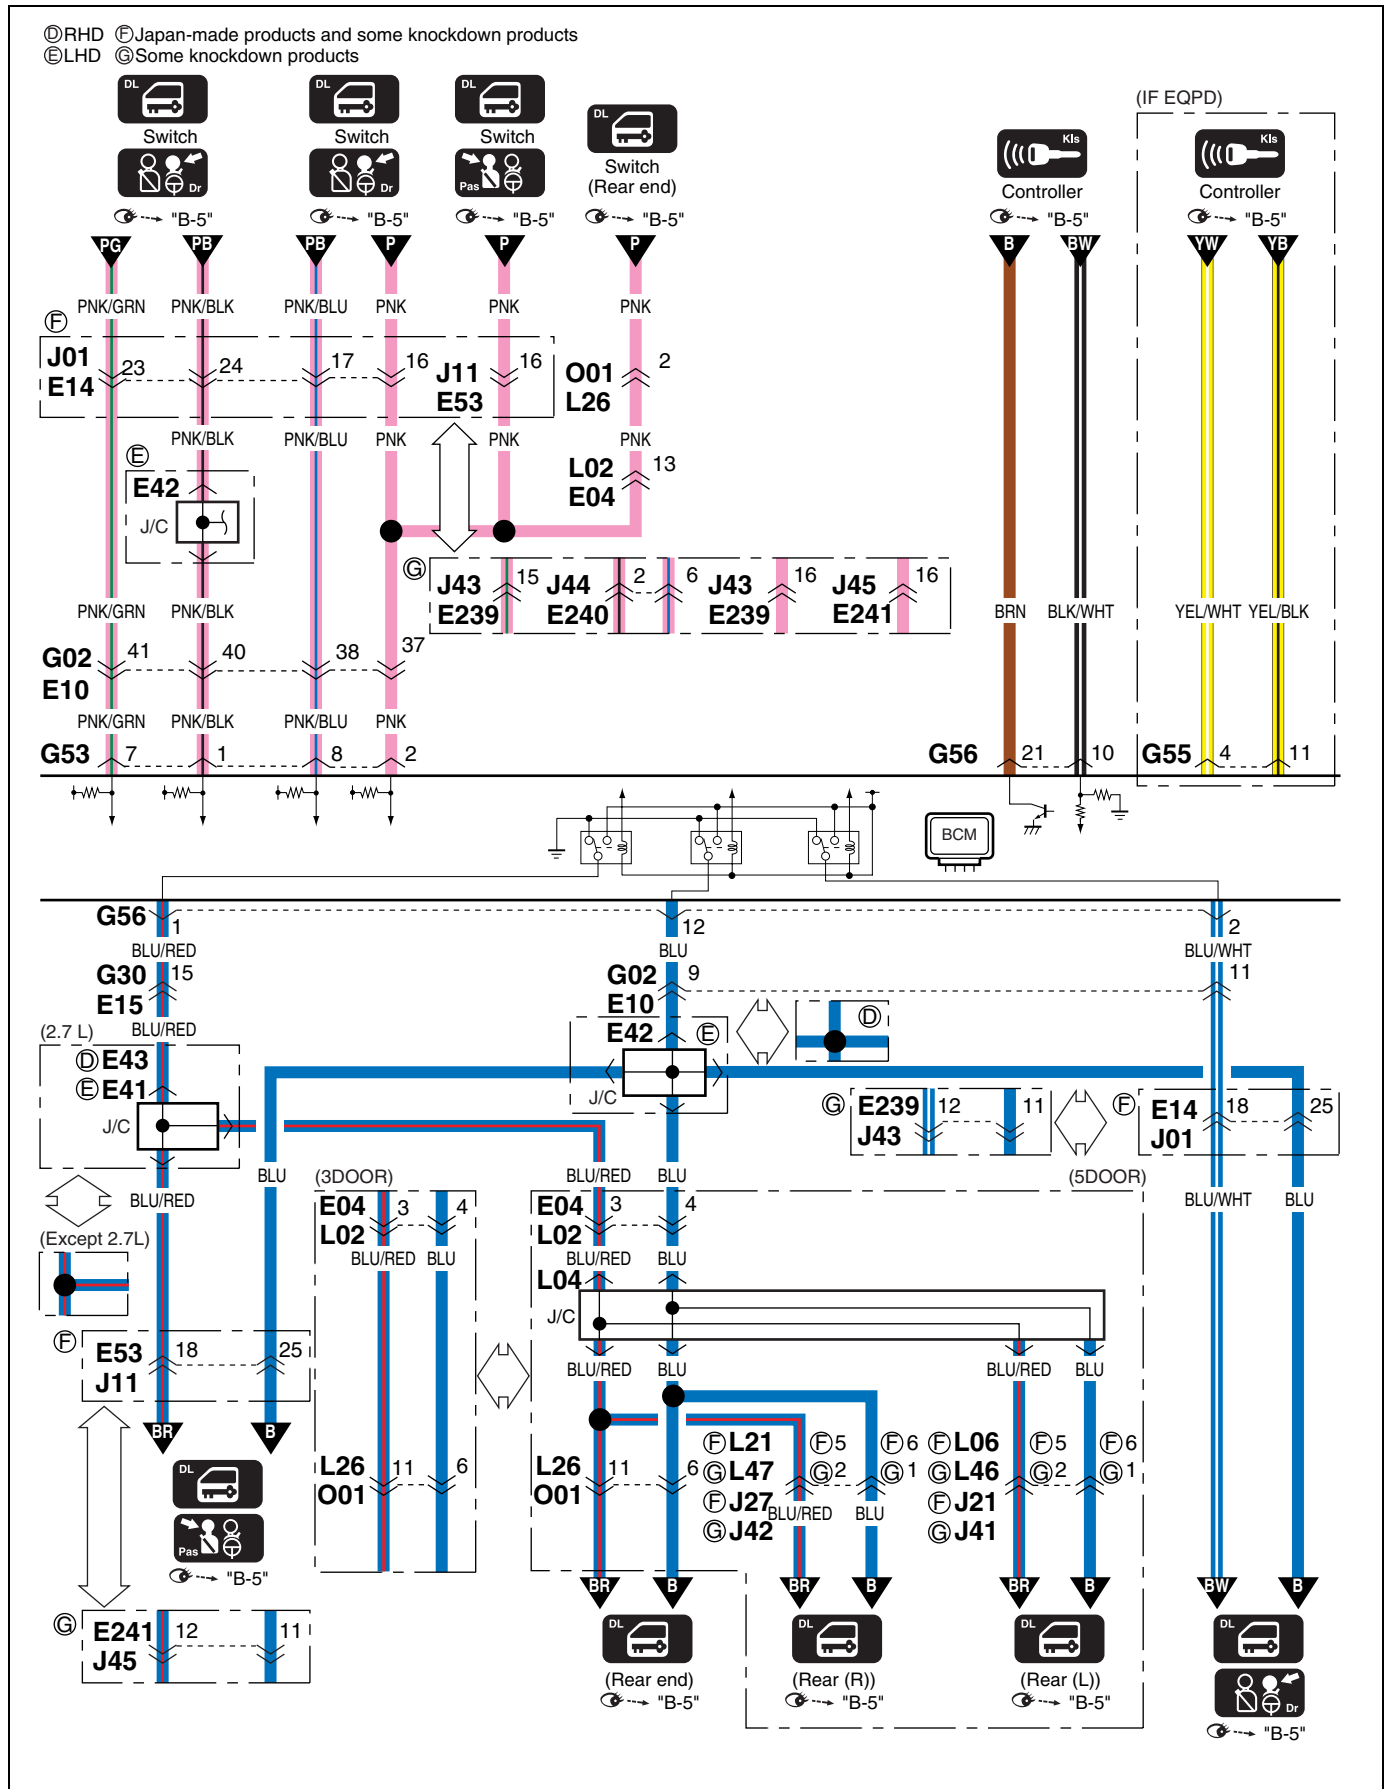 ⒹRHD ⒻJapan-made products and some knockdown products
ⒺLHD ⒼSome knockdown products
DL DL DL DL
Switch Switch Switch Switch
(Rear end)
Dr Dr Pas
"B-5" "B-5" "B-5" "B-5"
(IF EQPD)
Kls Kls
Controller Controller
"B-5" "B-5"
PG PB PB P P P B BW YW YB
PNK/GRN PNK/BLK PNK/BLU PNK PNK PNK
Ⓕ
J01 23 24 17 16 J11 16 O01 2
E14 E53 L26
PNK/BLK PNK/BLU PNK PNK PNK
Ⓔ
E42
J/C
L02 13
E04
Ⓖ
J43 15 J44 2 6 J43 16 J45 16
E239 E240 E239 E241
PNK/GRN PNK/BLK BRN BLK/WHT YEL/WHT YEL/BLK
G02 41 40 38 37
E10
PNK/GRN PNK/BLK PNK/BLU PNK
G53 7 1 8 2 G56 21 10 G55 4 11
BCM
G56 1 12 2
BLU/RED BLU BLU/WHT
G30 15 G02 9 11
E15 E10
(2.7 L) BLU/RED E42 Ⓔ Ⓓ
ⒹE43
ⒺE41
J/C J/C
Ⓖ E239 12 11 Ⓕ E14 18 25
J43 J01
BLU/RED BLU (3DOOR) BLU/RED BLU (5DOOR)
BLU/WHT BLU
E04 3 4 E04 3 4
L02 L02
(Except 2.7L) BLU/RED BLU BLU/RED BLU
L04
J/C
Ⓕ
E53 18 25
J11
BLU/RED BLU BLU/RED BLU
BR B
DL
Pas
"B-5"
L26 11 6 L26 11 6
O01 O01
ⒻL21 Ⓕ5 Ⓕ6 ⒻL06 Ⓕ5 Ⓕ6
ⒼL47 Ⓖ2 Ⓖ1 ⒼL46 Ⓖ2 Ⓖ1
ⒻJ27 ⒻJ21
ⒼJ42 BLU/RED BLU ⒼJ41
BR B BR B BR B BW B
Ⓖ
E241 12 11
J45
DL DL DL DL
(Rear end) (Rear (R)) (Rear (L)) Dr
"B-5" "B-5" "B-5" "B-5"